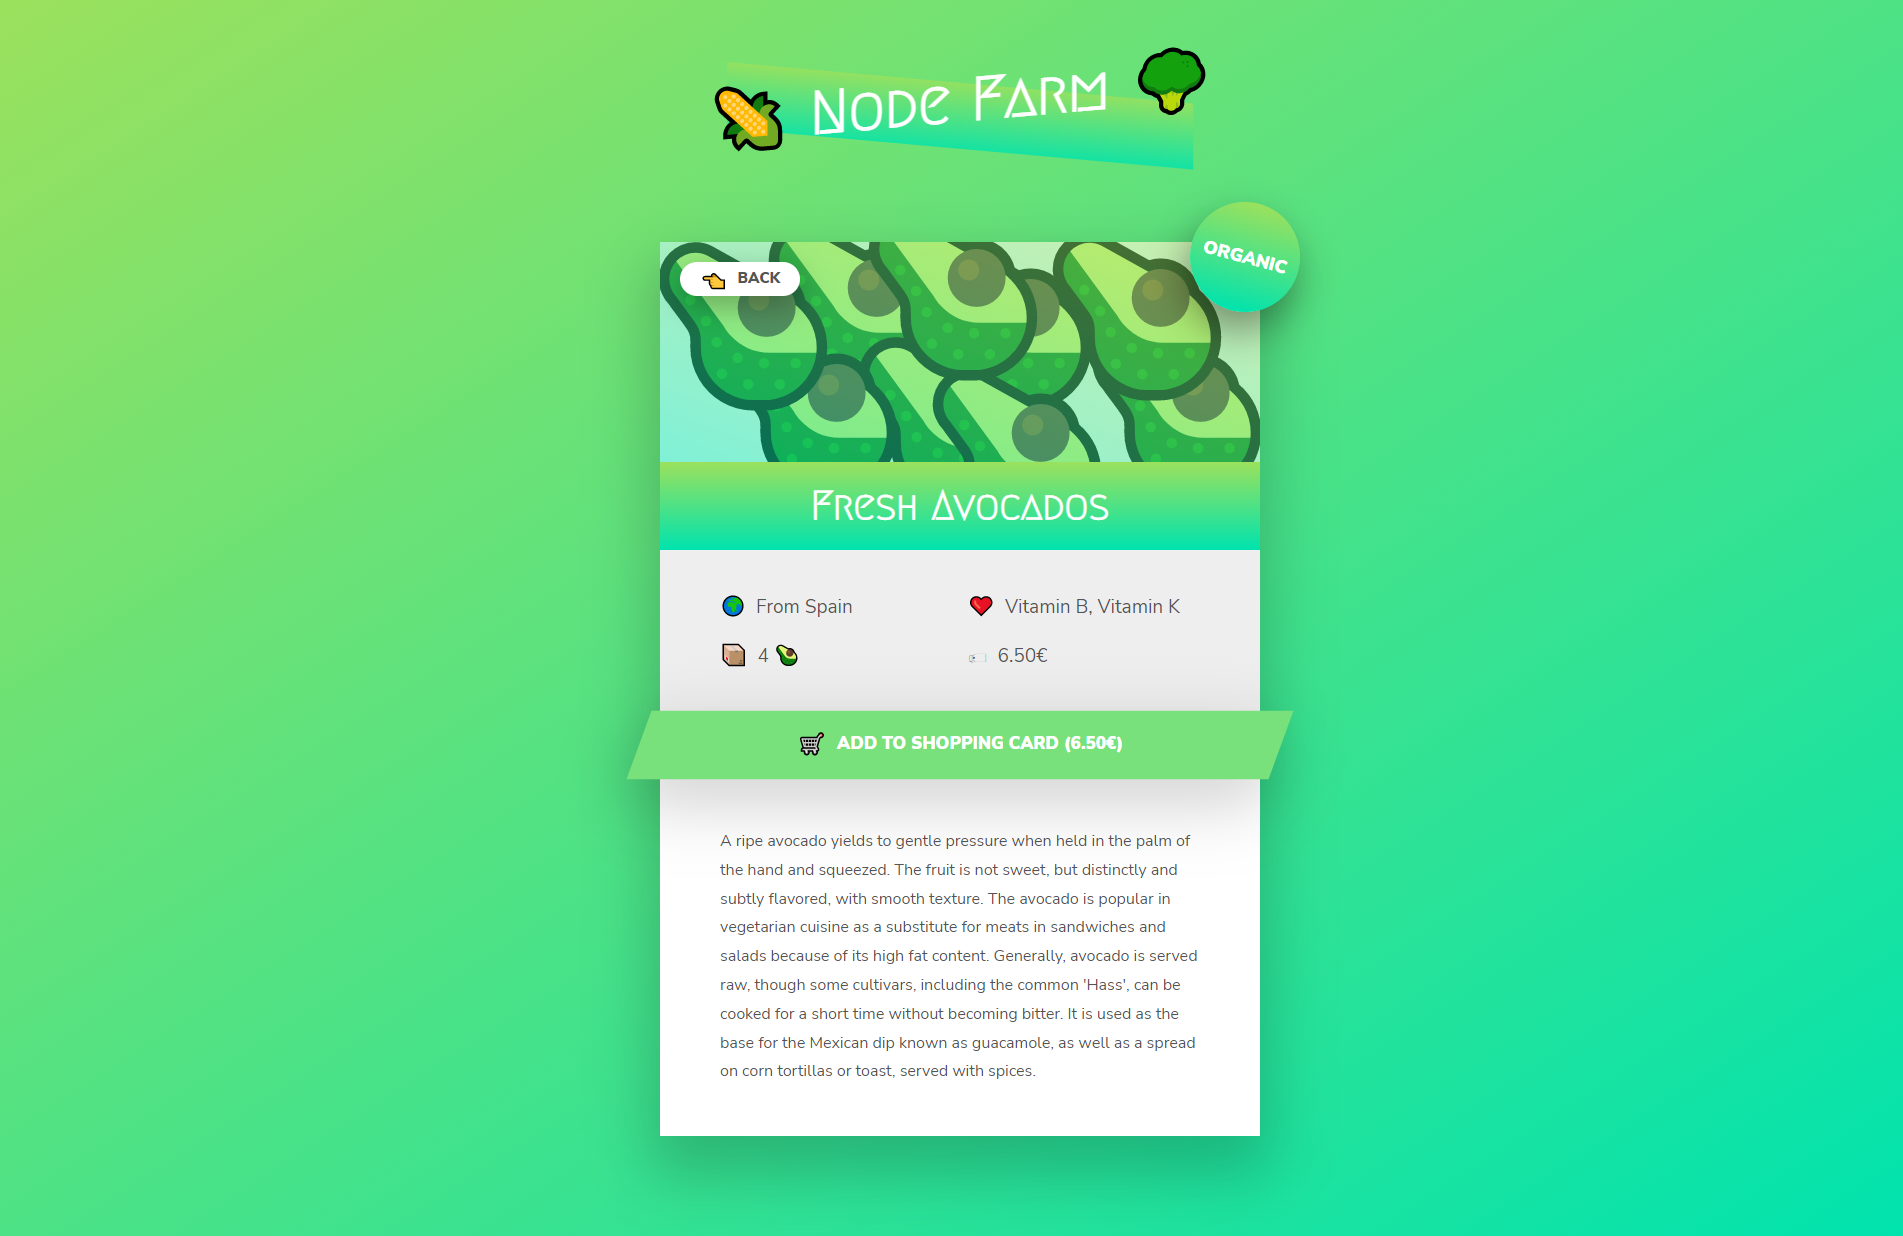 Node Farm
ORGANIC
👈 BACK
Fresh Avocados
🌍 From Spain
❤️ Vitamin B, Vitamin K
📦 4 🥑
6.50€
🛒 ADD TO SHOPPING CARD (6.50€)
A ripe avocado yields to gentle pressure when held in the palm of
the hand and squeezed. The fruit is not sweet, but distinctly and
subtly flavored, with smooth texture. The avocado is popular in
vegetarian cuisine as a substitute for meats in sandwiches and
salads because of its high fat content. Generally, avocado is served
raw, though some cultivars, including the common 'Hass', can be
cooked for a short time without becoming bitter. It is used as the
base for the Mexican dip known as guacamole, as well as a spread
on corn tortillas or toast, served with spices.